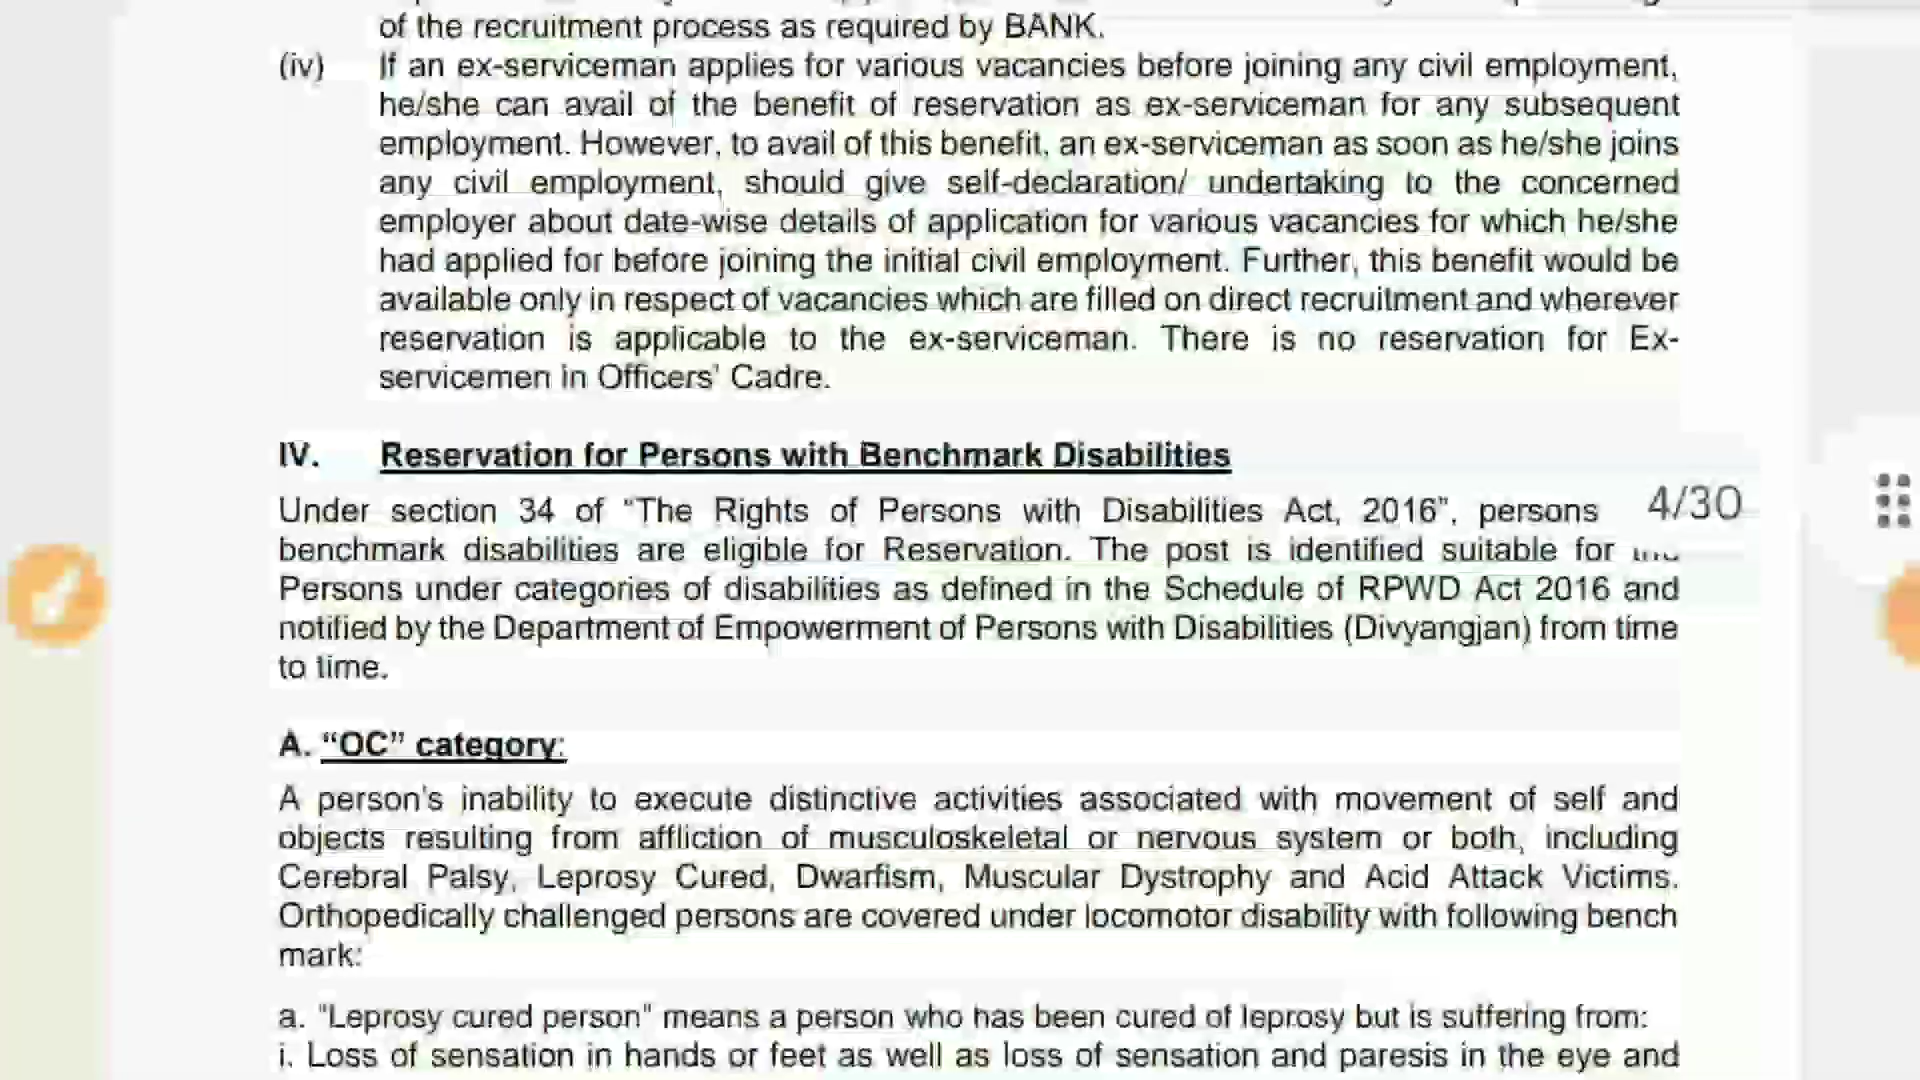 of the recruitment process as required by BANK.
(iv) If an ex-serviceman applies for various vacancies before joining any civil employment,
he/she can avail of the benefit of reservation as ex-serviceman for any subsequent
employment. However, to avail of this benefit, an ex-serviceman as soon as he/she joins
any civil employment, should give self-declaration/ undertaking to the concerned
employer about date-wise details of application for various vacancies for which he/she
had applied for before joining the initial civil employment. Further, this benefit would be
available only in respect of vacancies which are filled on direct recruitment and wherever
reservation is applicable to the ex-serviceman. There is no reservation for Ex-
servicemen in Officers' Cadre.
IV. Reservation for Persons with Benchmark Disabilities
Under section 34 of "The Rights of Persons with Disabilities Act, 2016", persons
4/30
benchmark disabilities are eligible for Reservation. The post is identified suitable for
Persons under categories of disabilities as defined in the Schedule of RPWD Act 2016 and
notified by the Department of Empowerment of Persons with Disabilities (Divyangjan) from time
to time.
A. "OC" category:
A person's inability to execute distinctive activities associated with movement of self and
objects resulting from affliction of musculoskeletal or nervous system or both, including
Cerebral Palsy, Leprosy Cured, Dwarfism, Muscular Dystrophy and Acid Attack Victims.
Orthopedically challenged persons are covered under locomotor disability with following bench
mark:
a. "Leprosy cured person" means a person who has been cured of leprosy but is suffering from:
i. Loss of sensation in hands or feet as well as loss of sensation and paresis in the eye and